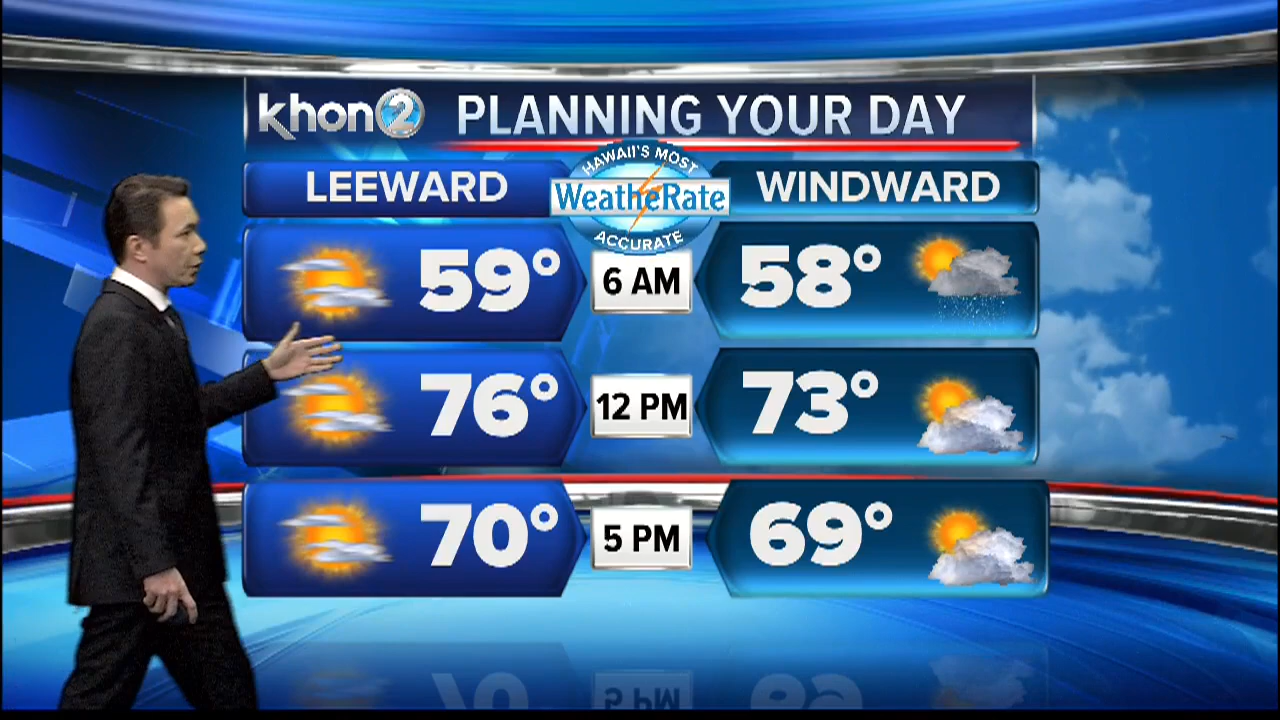 khon2 PLANNING YOUR DAY
HAWAII'S MOST
WeatheRate
ACCURATE
LEEWARD WINDWARD
59° 6 AM 58°
76° 12 PM 73°
70° 5 PM 69°